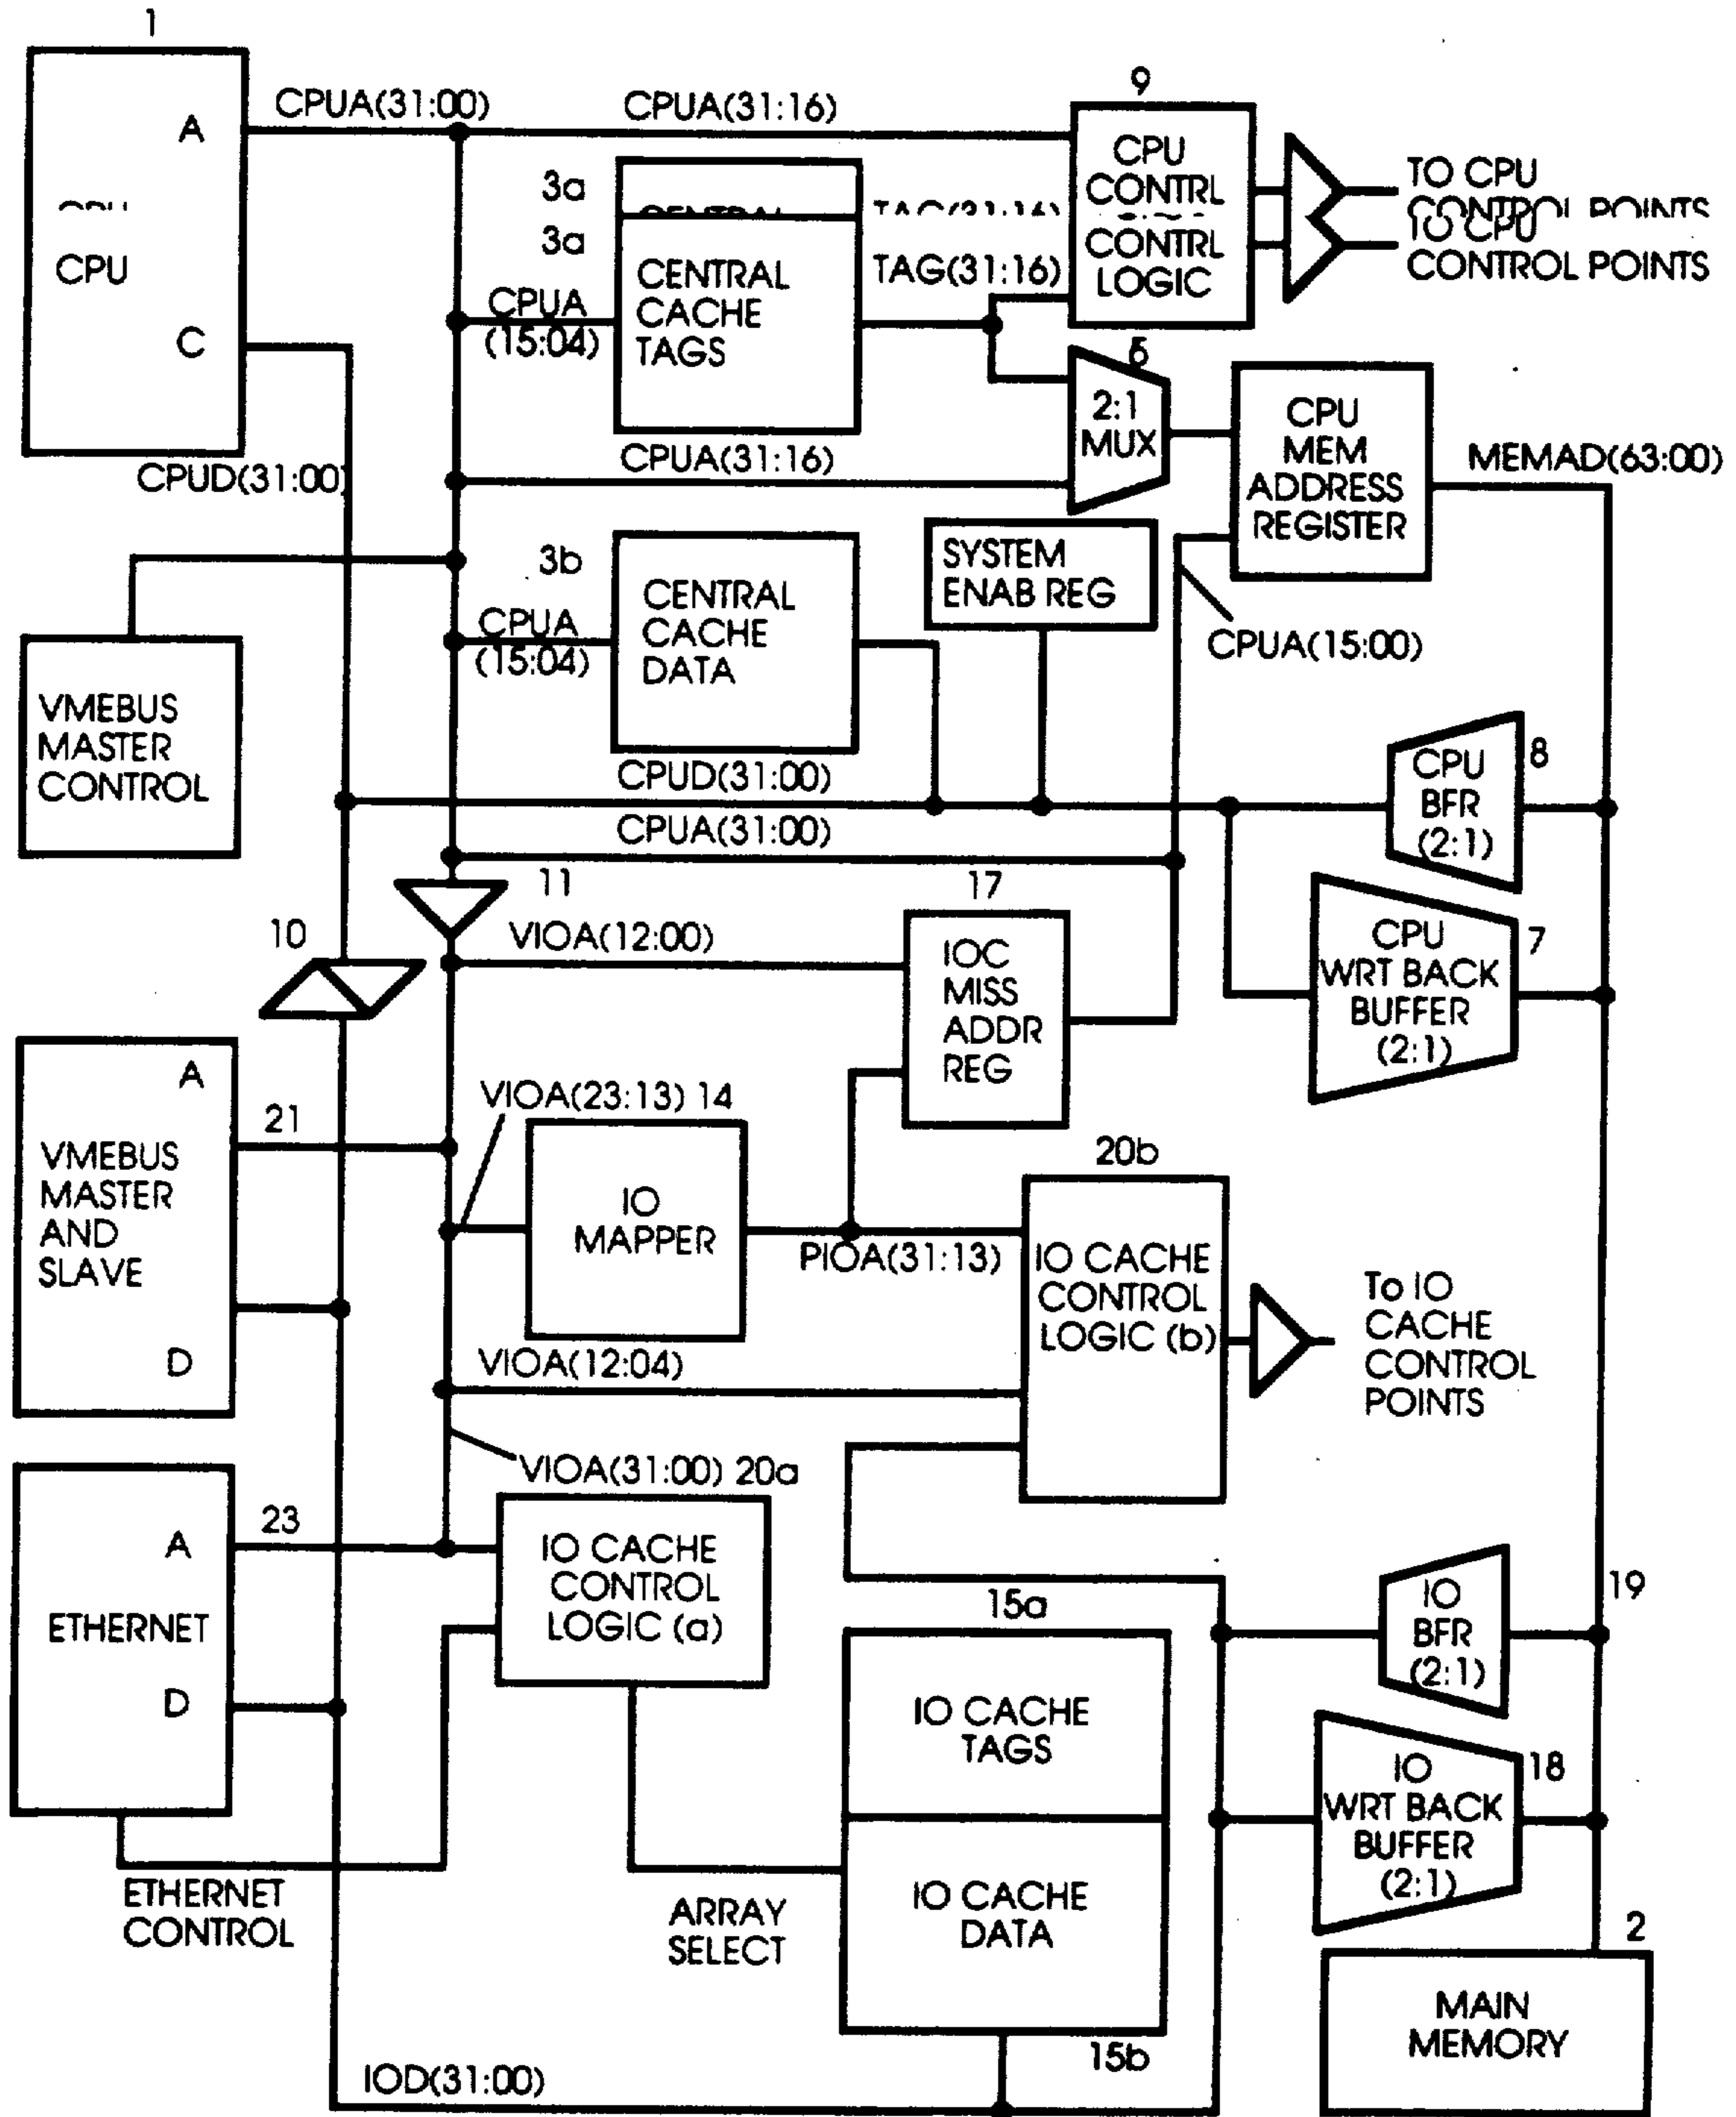 1
CPUA(31:00)
CPUA(31:16)
9
A
CPU
CONTRL
TO CPU
CONTROL POINTS
3a
CENTRAL
TAG(31:16)
3a
TO CPU
CONTROL POINTS
CPU
CENTRAL
CACHE
TAGS
TAG(31:16)
CONTRL
LOGIC
CPUA
(15:04)
C
2:1
MUX
CPU
MEM
ADDRESS
REGISTER
CPUA(31:16)
MEMAD(63:00)
CPUD(31:00)
3b
SYSTEM
ENAB REG
CENTRAL
CACHE
DATA
CPUA
(15:04)
CPUA(15:00)
VMEBUS
MASTER
CONTROL
8
CPU
BFR
(2:1)
CPUD(31:00)
CPUA(31:00)
11
17
10
VIOA(12:00)
IOC
MISS
ADDR
REG
7
CPU
WRT BACK
BUFFER
(2:1)
A
VIOA(23:13) 14
21
VMEBUS
MASTER
AND
SLAVE
20b
IO
MAPPER
PIOA(31:13)
IO CACHE
CONTROL
LOGIC (b)
To IO
CACHE
CONTROL
POINTS
D
VIOA(12:04)
VIOA(31:00) 20a
23
A
IO CACHE
CONTROL
LOGIC (a)
15a
IO
BFR
(2:1)
19
ETHERNET
D
IO CACHE
TAGS
IO
WRT BACK
BUFFER
(2:1)
18
ETHERNET
CONTROL
ARRAY
SELECT
IO CACHE
DATA
2
MAIN
MEMORY
15b
IOD(31:00)